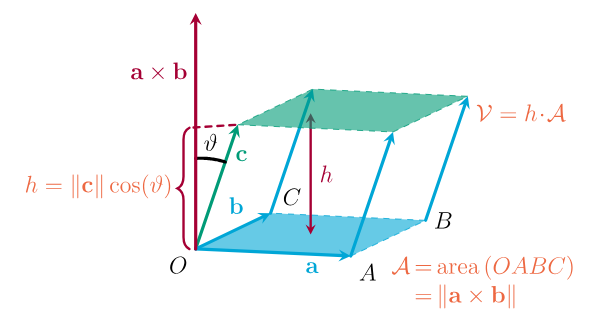 𝐚 × 𝐛
ϑ
𝐜
𝒱 = h·𝒜
h = ‖𝐜‖ cos(ϑ)
h
𝐛
C
B
O
𝐚
A
𝒜 = area (OABC)
= ‖𝐚 × 𝐛‖